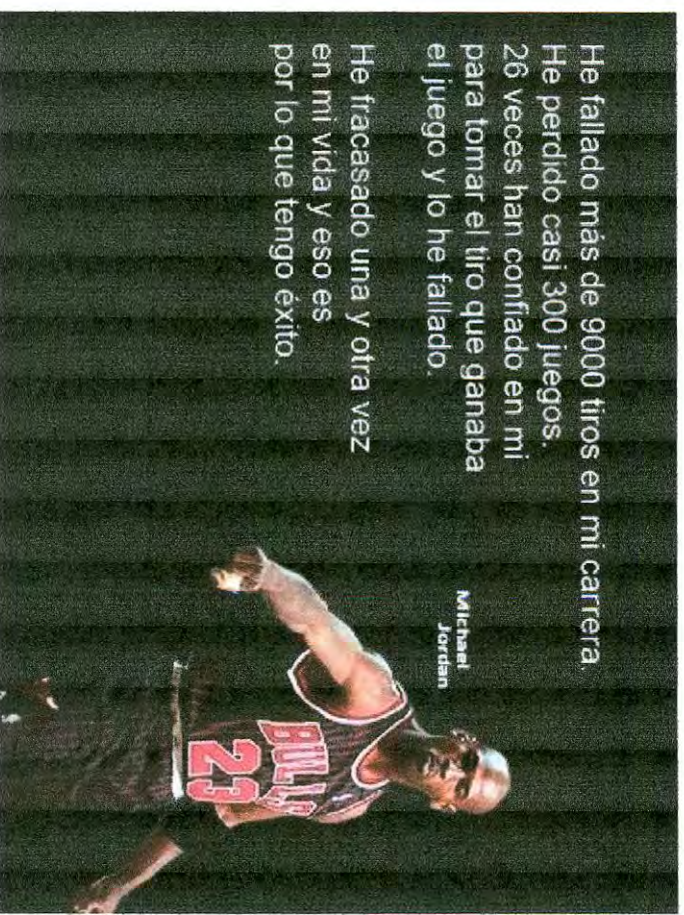 He fallado más de 9000 tiros en mi carrera.
He perdido casi 300 juegos.
26 veces han confiado en mi
para tomar el tiro que ganaba
el juego y lo he fallado.
He fracasado una y otra vez
en mi vida y eso es
por lo que tengo éxito.
Michael
Jordan
BULLS
23